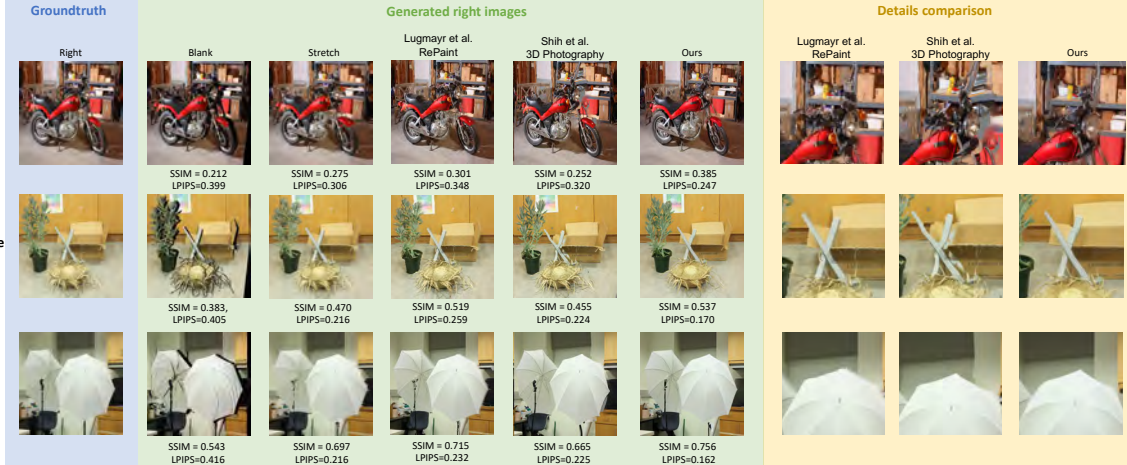 Groundtruth
Generated right images
Details comparison
Right
Blank
Stretch
Lugmayr et al.
RePaint
Shih et al.
3D Photography
Ours
Lugmayr et al.
RePaint
Shih et al.
3D Photography
Ours
SSIM = 0.212
LPIPS=0.399
SSIM = 0.275
LPIPS=0.306
SSIM = 0.301
LPIPS=0.348
SSIM = 0.252
LPIPS=0.320
SSIM = 0.385
LPIPS=0.247
e
SSIM = 0.383,
LPIPS=0.405
SSIM = 0.470
LPIPS=0.216
SSIM = 0.519
LPIPS=0.259
SSIM = 0.455
LPIPS=0.224
SSIM = 0.537
LPIPS=0.170
SSIM = 0.543
LPIPS=0.416
SSIM = 0.697
LPIPS=0.216
SSIM = 0.715
LPIPS=0.232
SSIM = 0.665
LPIPS=0.225
SSIM = 0.756
LPIPS=0.162